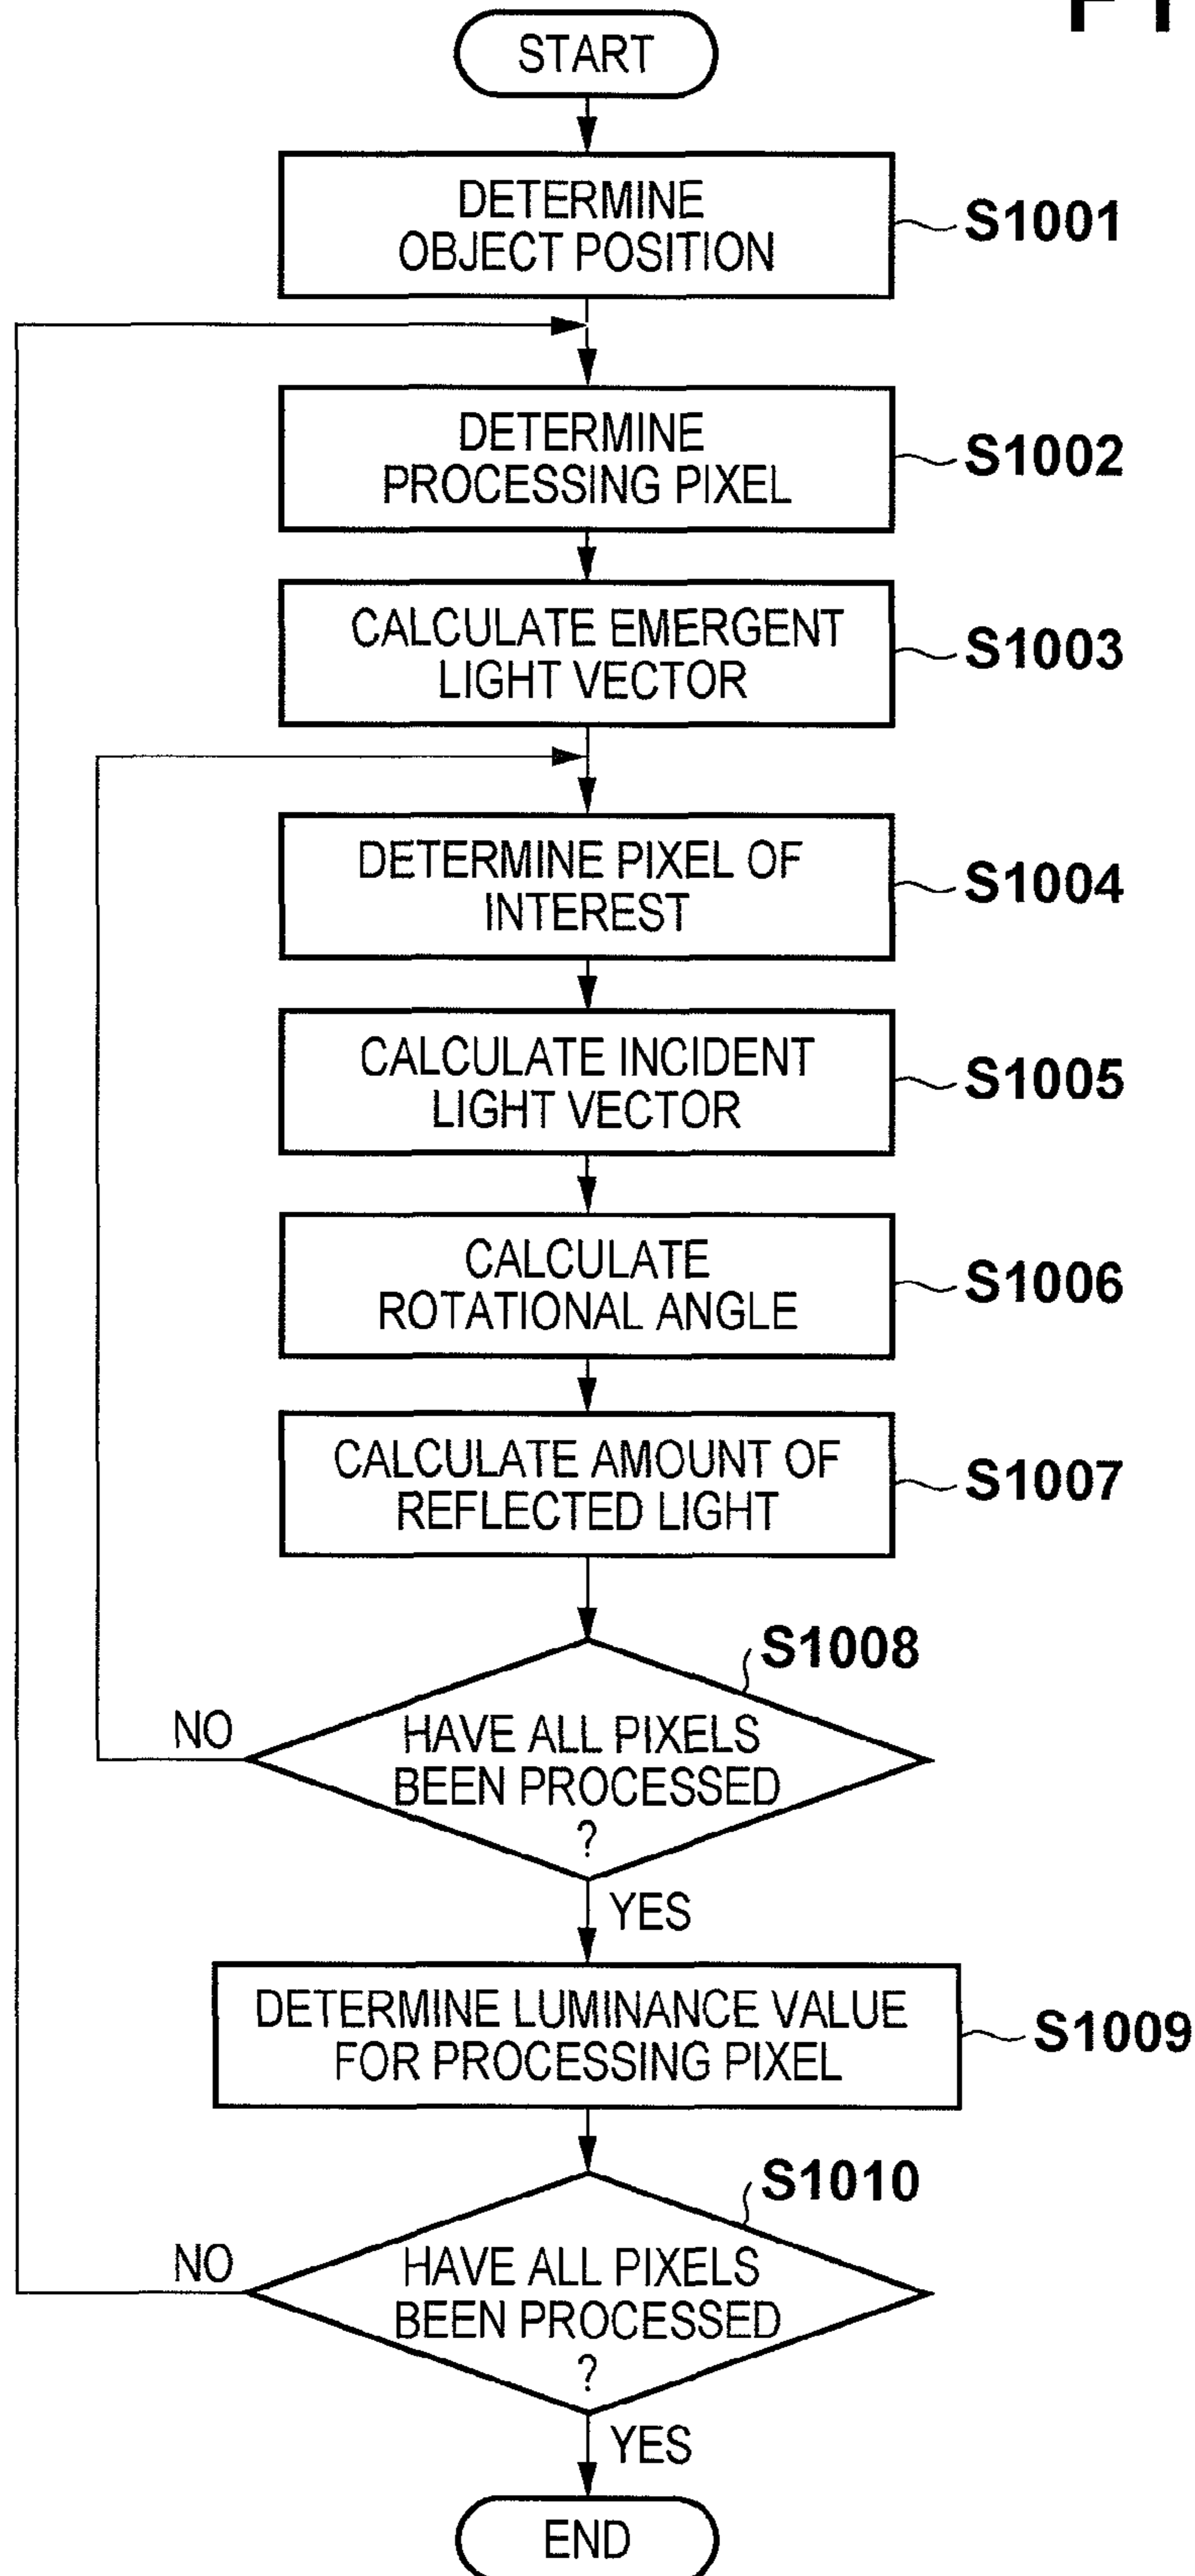 START
DETERMINE
OBJECT POSITION
S1001
DETERMINE
PROCESSING PIXEL
S1002
CALCULATE EMERGENT
LIGHT VECTOR
S1003
DETERMINE PIXEL OF
INTEREST
S1004
CALCULATE INCIDENT
LIGHT VECTOR
S1005
CALCULATE
ROTATIONAL ANGLE
S1006
CALCULATE AMOUNT OF
REFLECTED LIGHT
S1007
S1008
NO
HAVE ALL PIXELS
BEEN PROCESSED
?
YES
DETERMINE LUMINANCE VALUE
FOR PROCESSING PIXEL
S1009
S1010
NO
HAVE ALL PIXELS
BEEN PROCESSED
?
YES
END